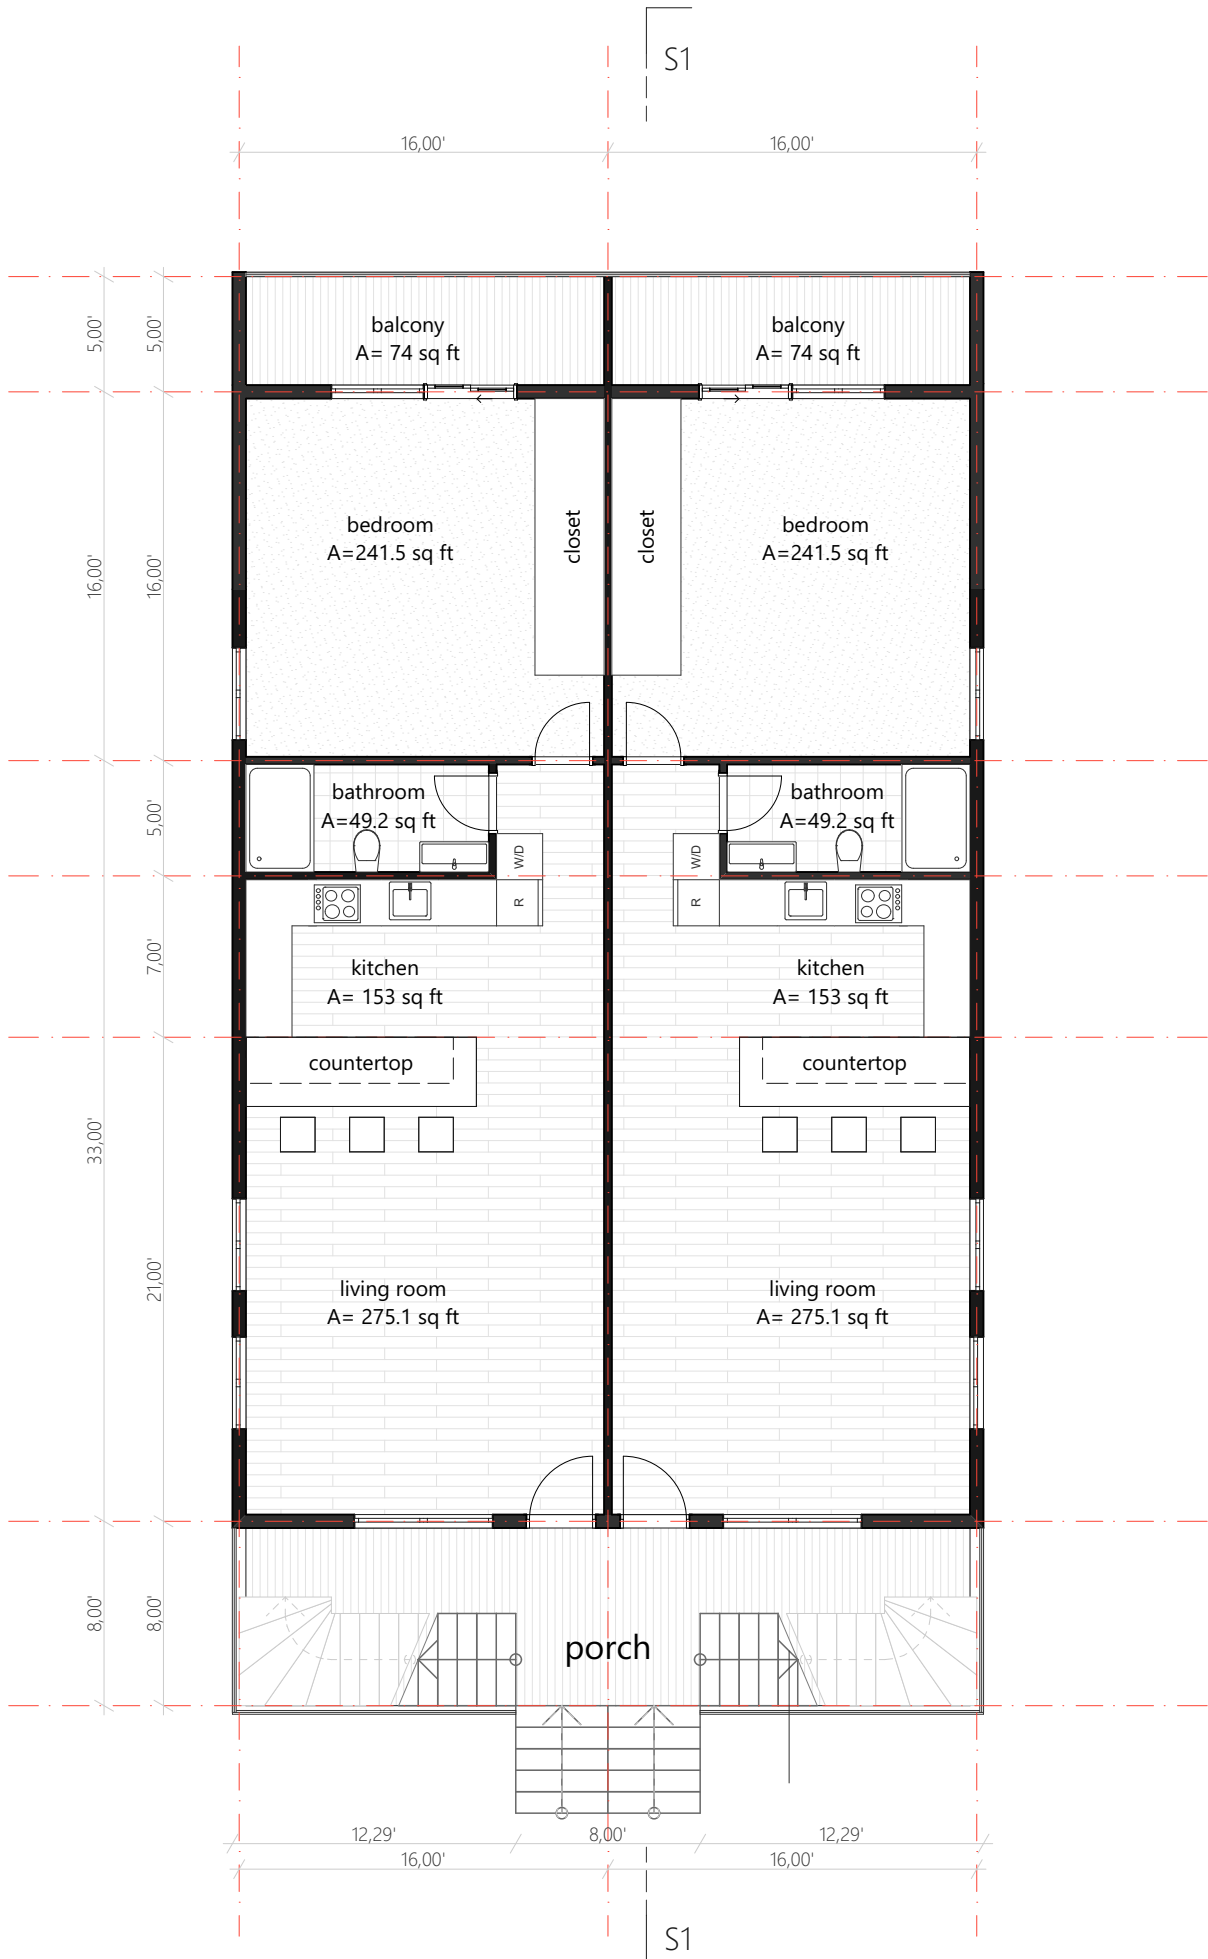 S1
16,00' 16,00'
5,00' 5,00'
balcony balcony
A= 74 sq ft A= 74 sq ft
16,00' 16,00'
bedroom closet closet bedroom
A=241.5 sq ft A=241.5 sq ft
5,00'
bathroom bathroom
A=49.2 sq ft A=49.2 sq ft
W/D W/D
R R
7,00'
kitchen kitchen
A= 153 sq ft A= 153 sq ft
countertop countertop
33,00'
21,00'
living room living room
A= 275.1 sq ft A= 275.1 sq ft
8,00' 8,00'
porch
12,29' 8,00' 12,29'
16,00' 16,00'
S1